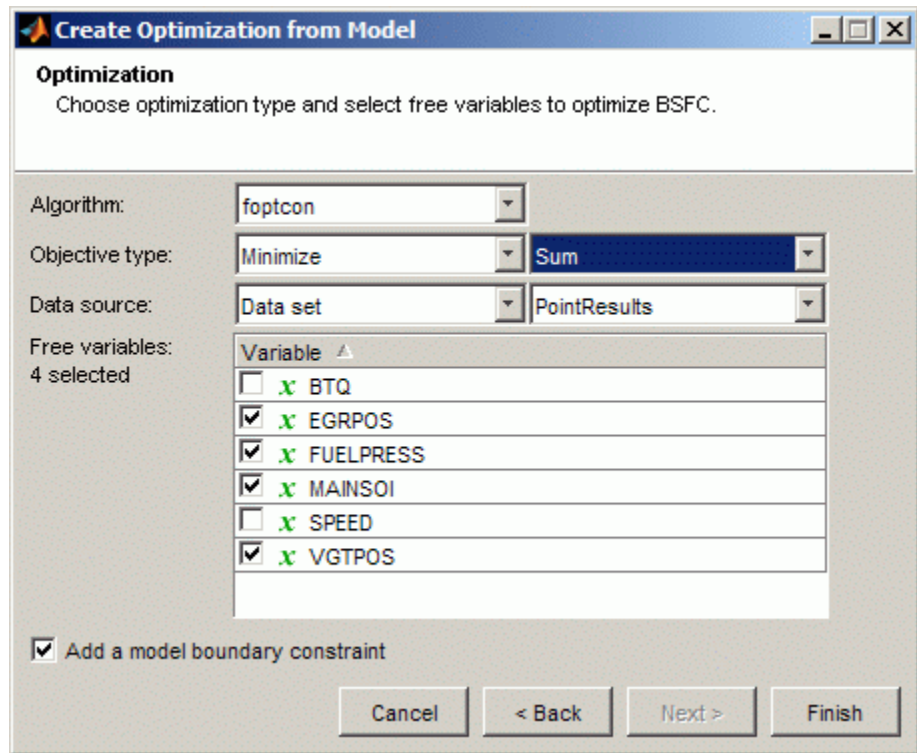 Create Optimization from Model
Optimization
Choose optimization type and select free variables to optimize BSFC.
Algorithm: foptcon
Objective type: Minimize Sum
Data source: Data set PointResults
Free variables:
4 selected
Variable
x BTQ
x EGRPOS
x FUELPRESS
x MAINSOI
x SPEED
x VGTPOS
Add a model boundary constraint
Cancel < Back Next > Finish